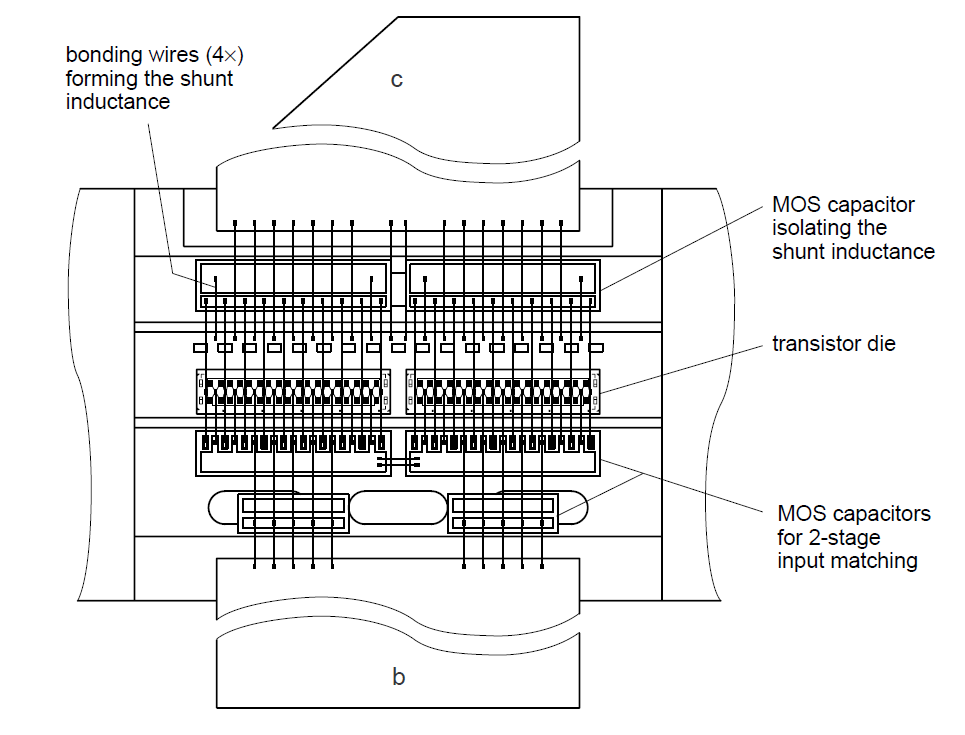 bonding wires (4×)
forming the shunt
inductance
c
MOS capacitor
isolating the
shunt inductance
transistor die
MOS capacitors
for 2-stage
input matching
b